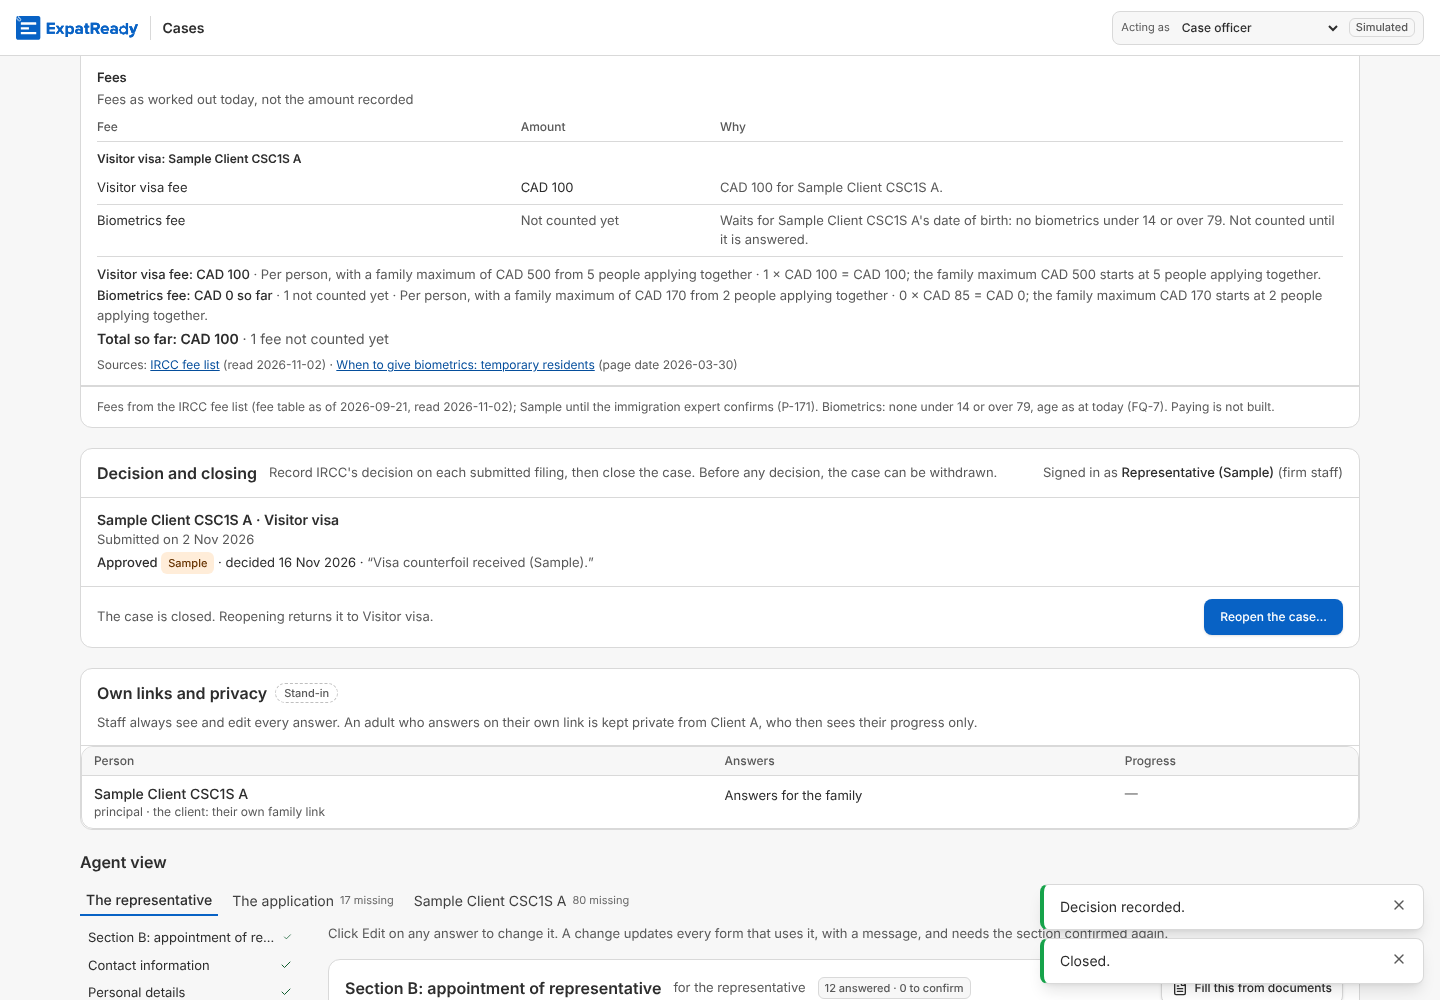 ExpatReady
Cases
Acting as Case officer Simulated
Fees
Fees as worked out today, not the amount recorded
Fee Amount Why
Visitor visa: Sample Client CSC1S A
Visitor visa fee CAD 100 CAD 100 for Sample Client CSC1S A.
Biometrics fee Not counted yet Waits for Sample Client CSC1S A's date of birth: no biometrics under 14 or over 79. Not counted until
it is answered.
Visitor visa fee: CAD 100 · Per person, with a family maximum of CAD 500 from 5 people applying together · 1 × CAD 100 = CAD 100; the family maximum CAD 500 starts at 5 people applying together.
Biometrics fee: CAD 0 so far · 1 not counted yet · Per person, with a family maximum of CAD 170 from 2 people applying together · 0 × CAD 85 = CAD 0; the family maximum CAD 170 starts at 2 people
applying together.
Total so far: CAD 100 · 1 fee not counted yet
Sources: IRCC fee list (read 2026-11-02) · When to give biometrics: temporary residents (page date 2026-03-30)
Fees from the IRCC fee list (fee table as of 2026-09-21, read 2026-11-02); Sample until the immigration expert confirms (P-171). Biometrics: none under 14 or over 79, age as at today (FQ-7). Paying is not built.
Decision and closing Record IRCC's decision on each submitted filing, then close the case. Before any decision, the case can be withdrawn. Signed in as Representative (Sample) (firm staff)
Sample Client CSC1S A · Visitor visa
Submitted on 2 Nov 2026
Approved Sample · decided 16 Nov 2026 · “Visa counterfoil received (Sample).”
The case is closed. Reopening returns it to Visitor visa. Reopen the case...
Own links and privacy Stand-in
Staff always see and edit every answer. An adult who answers on their own link is kept private from Client A, who then sees their progress only.
Person Answers Progress
Sample Client CSC1S A Answers for the family —
principal · the client: their own family link
Agent view
The representative The application 17 missing Sample Client CSC1S A 80 missing
Decision recorded.
Section B: appointment of re...
Click Edit on any answer to change it. A change updates every form that uses it, with a message, and needs the section confirmed again.
Contact information
Closed.
Section B: appointment of representative for the representative 12 answered · 0 to confirm Fill this from documents
Personal details